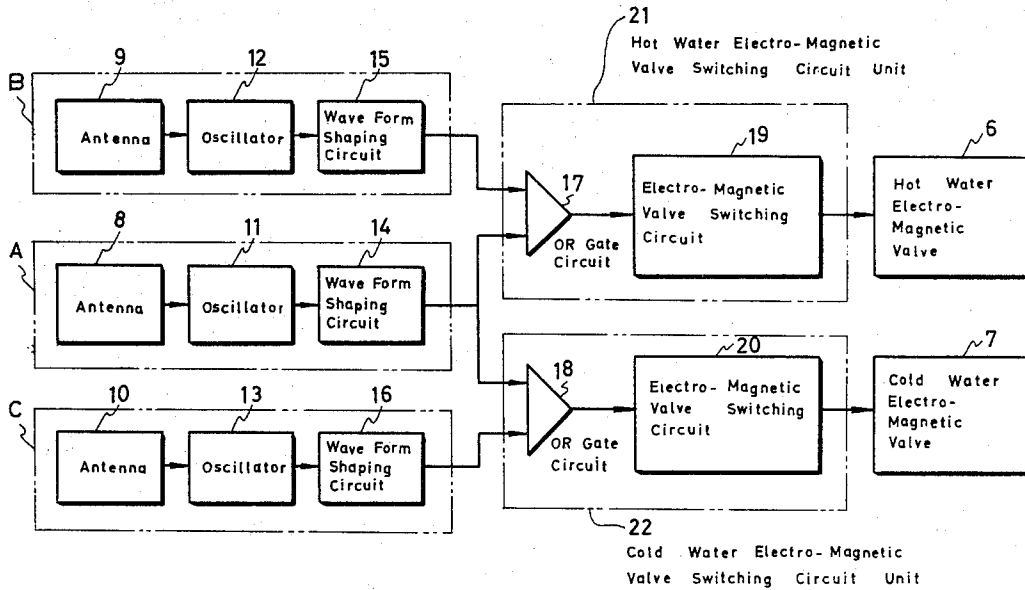 21
Hot Water Electro-Magnetic
Valve Switching Circuit Unit
B
9
12
15
Antenna
Oscillator
Wave Form
Shaping
Circuit
17
OR Gate
Circuit
19
Electro-Magnetic
Valve Switching
Circuit
6
Hot Water
Electro-
Magnetic
Valve
A
8
11
14
Antenna
Oscillator
Wave Form
Shaping
Circuit
C
10
13
16
Antenna
Oscillator
Wave Form
Shaping
Circuit
18
OR Gate
Circuit
20
Electro-Magnetic
Valve Switching
Circuit
7
Cold Water
Electro-
Magnetic
Valve
22
Cold Water Electro-Magnetic
Valve Switching Circuit Unit